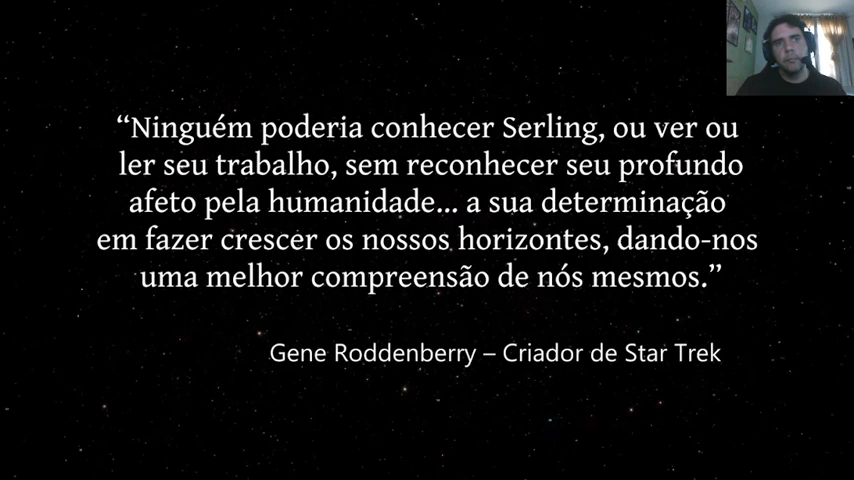 “Ninguém poderia conhecer Serling, ou ver ou
ler seu trabalho, sem reconhecer seu profundo
afeto pela humanidade... a sua determinação
em fazer crescer os nossos horizontes, dando-nos
uma melhor compreensão de nós mesmos.”
Gene Roddenberry – Criador de Star Trek